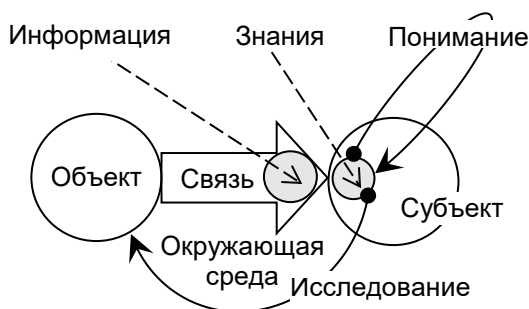 Информация
Знания
Понимание
Объект
Связь
Субъект
Окружающая
среда
Исследование